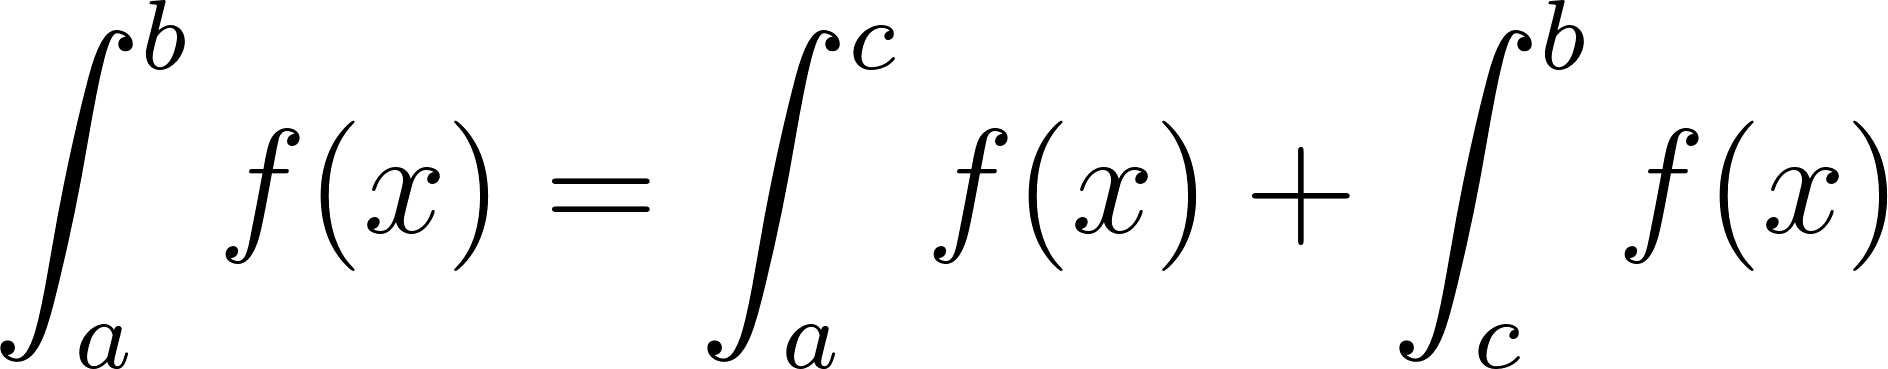 ∫_a^b f(x) = ∫_a^c f(x) + ∫_c^b f(x)